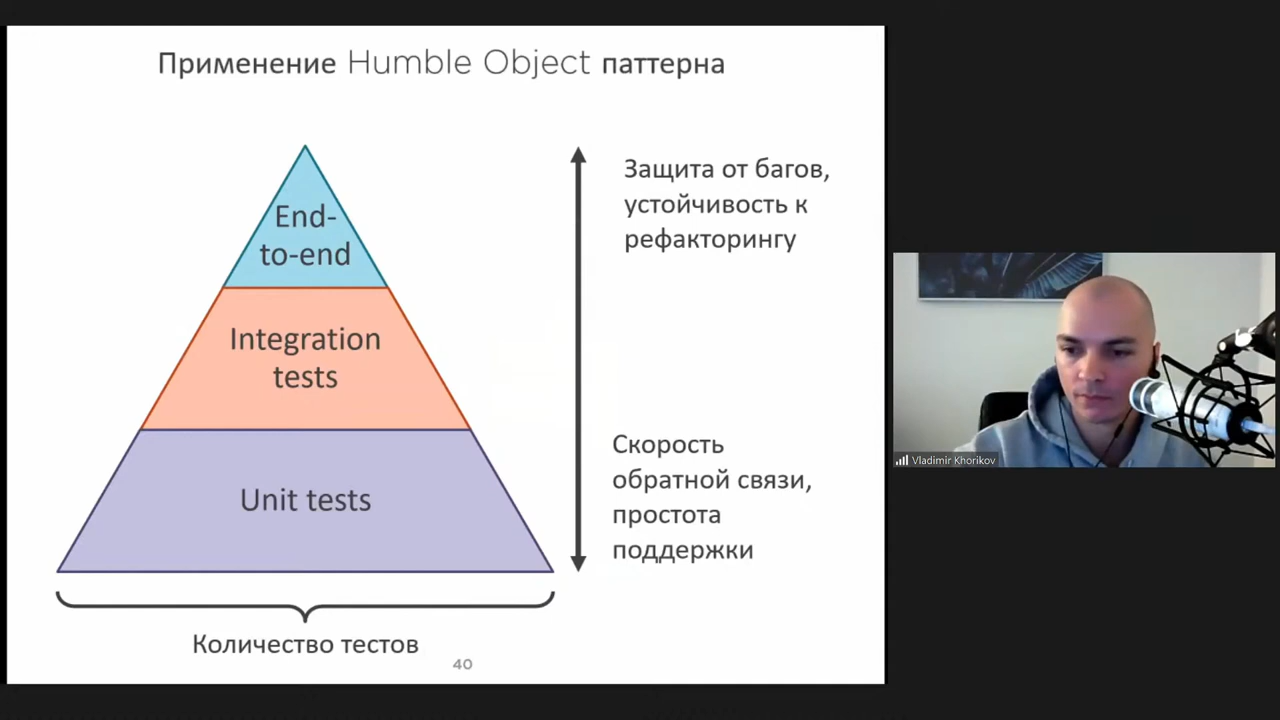 Применение Humble Object паттерна
End-
to-end
Integration
tests
Unit tests
Защита от багов,
устойчивость к
рефакторингу
Скорость
обратной связи,
простота
поддержки
Количество тестов
40
Vladimir Khorikov